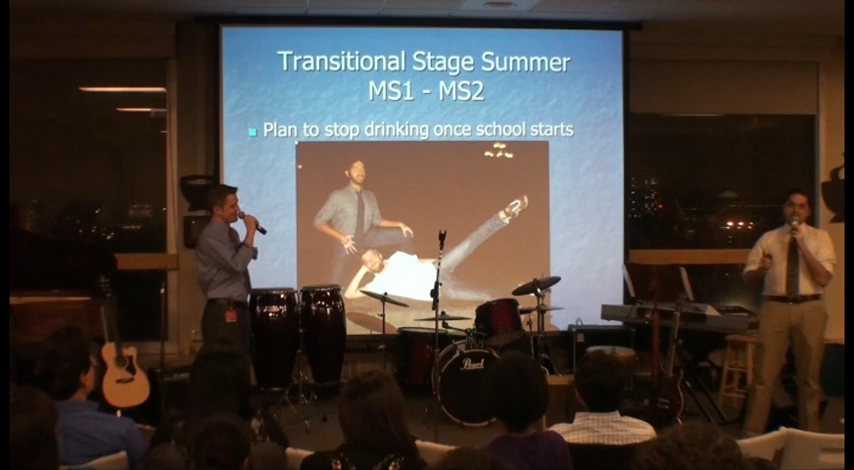 Transitional Stage Summer
MS1 - MS2
Plan to stop drinking once school starts
Pearl